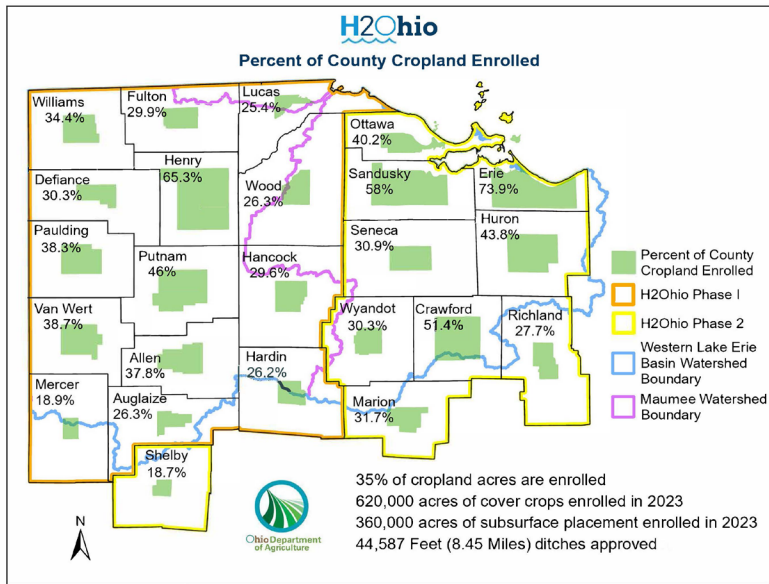 H2Ohio
Percent of County Cropland Enrolled
Williams
34.4%
Fulton
29.9%
Lucas
25.4%
Ottawa
40.2%
Henry
65.3%
Defiance
30.3%
Wood
26.3%
Sandusky
58%
Erie
73.9%
Paulding
38.3%
Putnam
46%
Hancock
29.6%
Seneca
30.9%
Huron
43.8%
Van Wert
38.7%
Allen
37.8%
Hardin
26.2%
Wyandot
30.3%
Crawford
51.4%
Richland
27.7%
Mercer
18.9%
Auglaize
26.3%
Marion
31.7%
Shelby
18.7%
Percent of County
Cropland Enrolled
H2Ohio Phase I
H2Ohio Phase 2
Western Lake Erie
Basin Watershed
Boundary
Maumee Watershed
Boundary
N
Ohio Department
of Agriculture
35% of cropland acres are enrolled
620,000 acres of cover crops enrolled in 2023
360,000 acres of subsurface placement enrolled in 2023
44,587 Feet (8.45 Miles) ditches approved